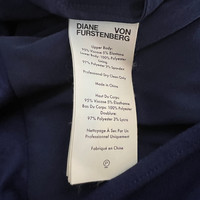 DIANE VON
FURSTENBERG
Upper Body:
95% Viscose 5% Elastane
Lower Body: 100% Polyester
Lining:
97% Polyester 3% Spandex
Professional Dry Clean Only
Made in China
Haut Du Corps:
95% Viscose 5% Elasthanne
Bas Du Corps: 100% Polyester
Doublure:
97% Polyester 3% Lycra
Nettoyage À Sec Par Un
Professionnel Uniquement
Fabriqué en Chine